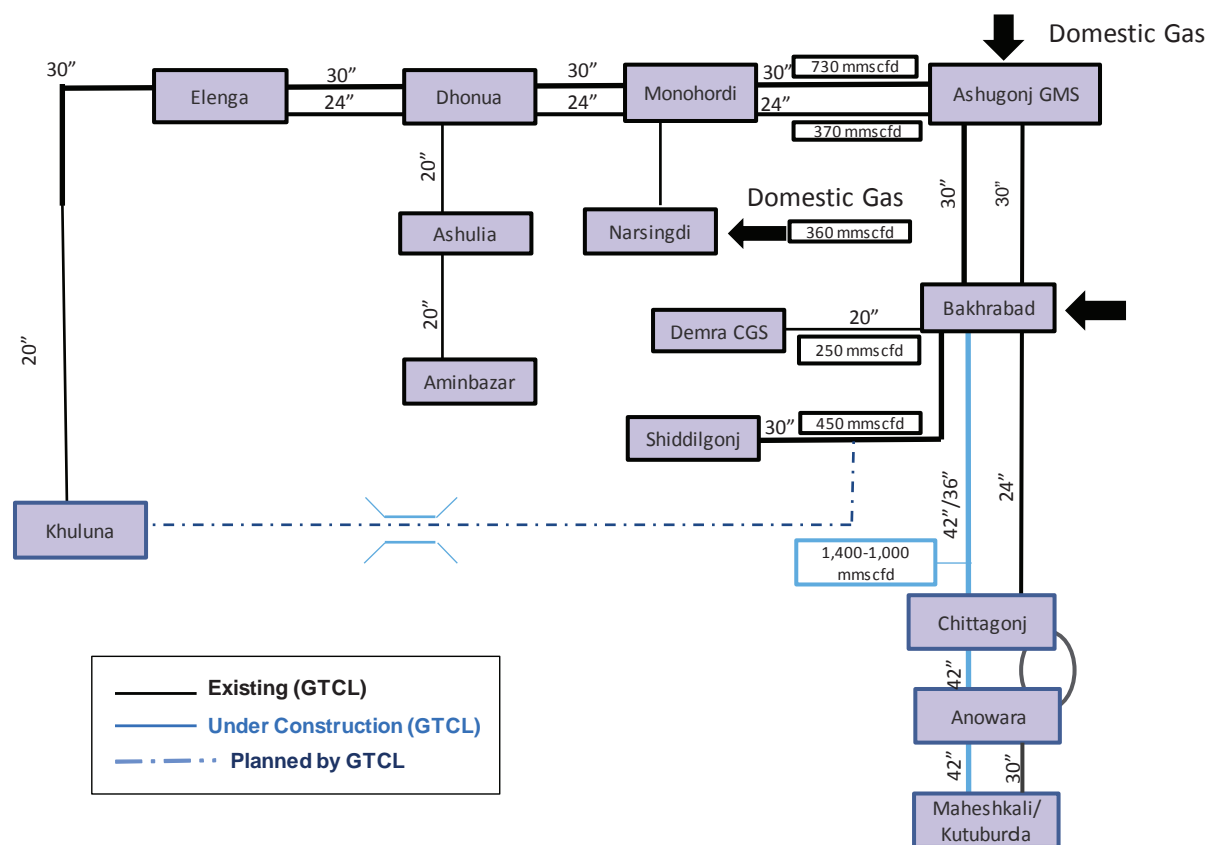 Domestic Gas
30”
30”
30”
30”
730 mmscfd
Elenga
Dhonua
Monohordi
Ashugonj GMS
24”
24”
24”
370 mmscfd
20”
30”
30”
Domestic Gas
Ashulia
Narsingdi
360 mmscfd
20”
Bakhrabad
20”
Demra CGS
20”
250 mmscfd
Aminbazar
Shiddilgonj
30”
450 mmscfd
42”/36”
24”
Khuluna
1,400-1,000
mmscfd
Chittagonj
Existing (GTCL)
Under Construction (GTCL)
Planned by GTCL
42”
Anowara
42”
30”
Maheshkali/
Kutuburda